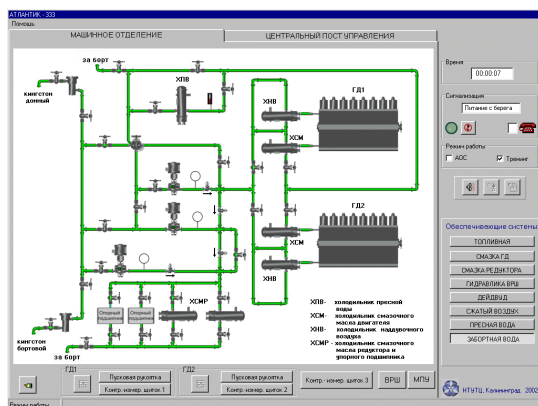 АТЛАНТИК - 333
Помощь
МАШИННОЕ ОТДЕЛЕНИЕ
ЦЕНТРАЛЬНЫЙ ПОСТ УПРАВЛЕНИЯ
за борт
кингстон
донный
ХПВ
ХНВ
ГД1
ХСМ
ГД2
ХСМ
ХНВ
Опорный
подшипник
Опорный
подшипник
ХСМР
кингстон
бортовой
за борт
ХПВ- холодильник пресной
воды
ХСМ- холодильник смазочного
масла двигателя
ХНВ- холодильник наддувочного
воздуха
ХСМР - холодильник смазочного
масла редуктора и
упорного подшипника
Время
00:00:07
Сигнализация
Питание с берега
Режим работы
АОС
Тренинг
Обеспечивающие системы
ТОПЛИВНАЯ
СМАЗКА ГД
СМАЗКА РЕДУКТОРА
ГИДРАВЛИКА ВРШ
ДЕЙДВУД
СЖАТЫЙ ВОЗДУХ
ПРЕСНАЯ ВОДА
ЗАБОРТНАЯ ВОДА
ГД1
Пусковая рукоятка
Контр.-измер. щиток 1
ГД2
Пусковая рукоятка
Контр.-измер. щиток 2
Контр.- измер. щиток 3
ВРШ
МПУ
НТУТЦ, Калининград 2002
Режим работы